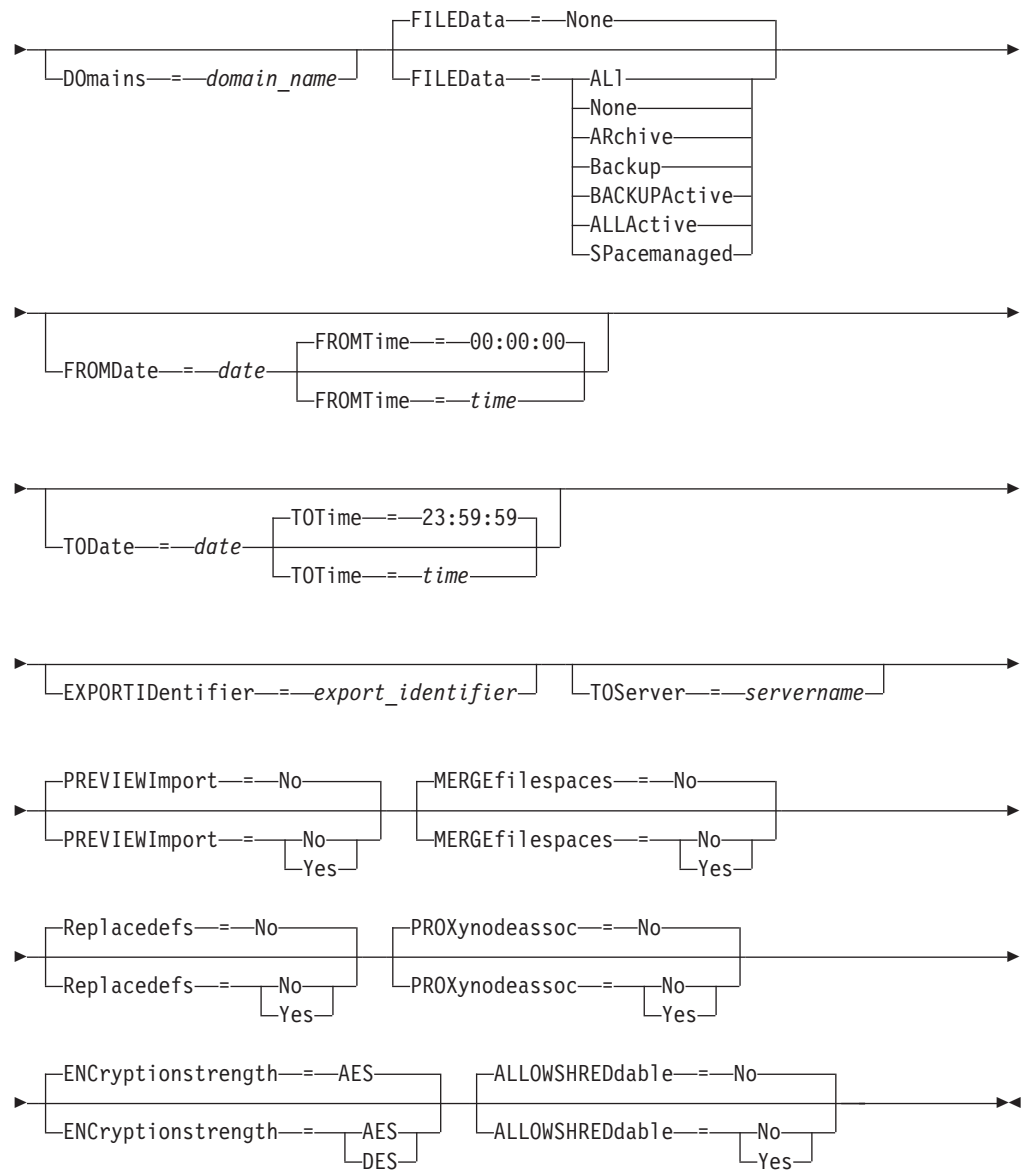 FILEData = None
DOmains = domain_name FILEData = ALl
None
ARchive
Backup
BACKUPActive
ALLActive
SPacemanaged
FROMTime = 00:00:00
FROMDate = date
FROMTime = time
TOTime = 23:59:59
TODate = date
TOTime = time
EXPORTIDentifier = export_identifier TOServer = servername
PREVIEWImport = No MERGEfilespaces = No
PREVIEWImport = No MERGEfilespaces = No
Yes Yes
Replacedefs = No PROXynodeassoc = No
Replacedefs = No PROXynodeassoc = No
Yes Yes
ENCryptionstrength = AES ALLOWSHREDdable = No
ENCryptionstrength = AES ALLOWSHREDdable = No
DES Yes